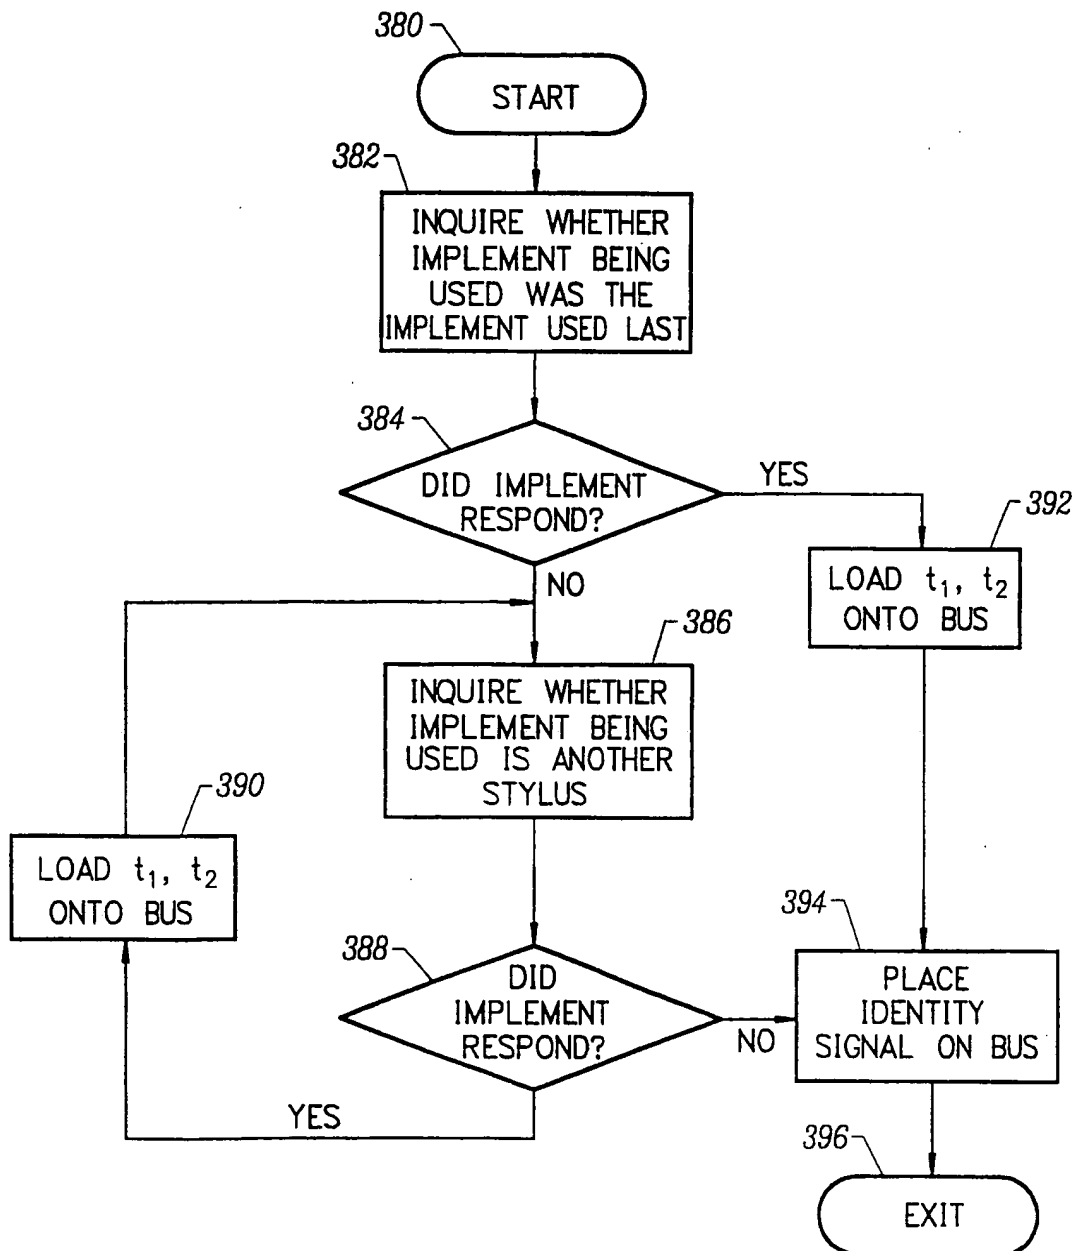 380
START
382
INQUIRE WHETHER
IMPLEMENT BEING
USED WAS THE
IMPLEMENT USED LAST
384
DID IMPLEMENT
RESPOND?
YES
392
LOAD t₁, t₂
ONTO BUS
NO
386
INQUIRE WHETHER
IMPLEMENT BEING
USED IS ANOTHER
STYLUS
390
LOAD t₁, t₂
ONTO BUS
388
DID
IMPLEMENT
RESPOND?
NO
394
PLACE
IDENTITY
SIGNAL ON BUS
YES
396
EXIT